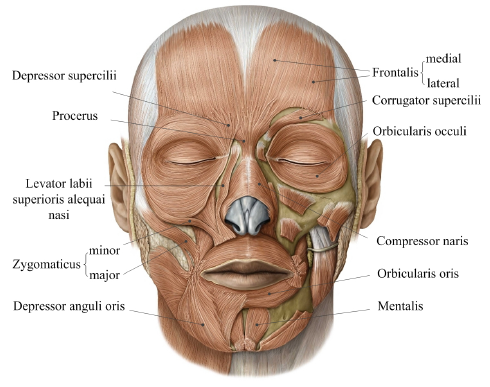 Depressor supercilii
Procerus
Levator labii
superioris alequai
nasi
Zygomaticus
minor
major
Depressor anguli oris
Frontalis
medial
lateral
Corrugator supercilii
Orbicularis occuli
Compressor naris
Orbicularis oris
Mentalis